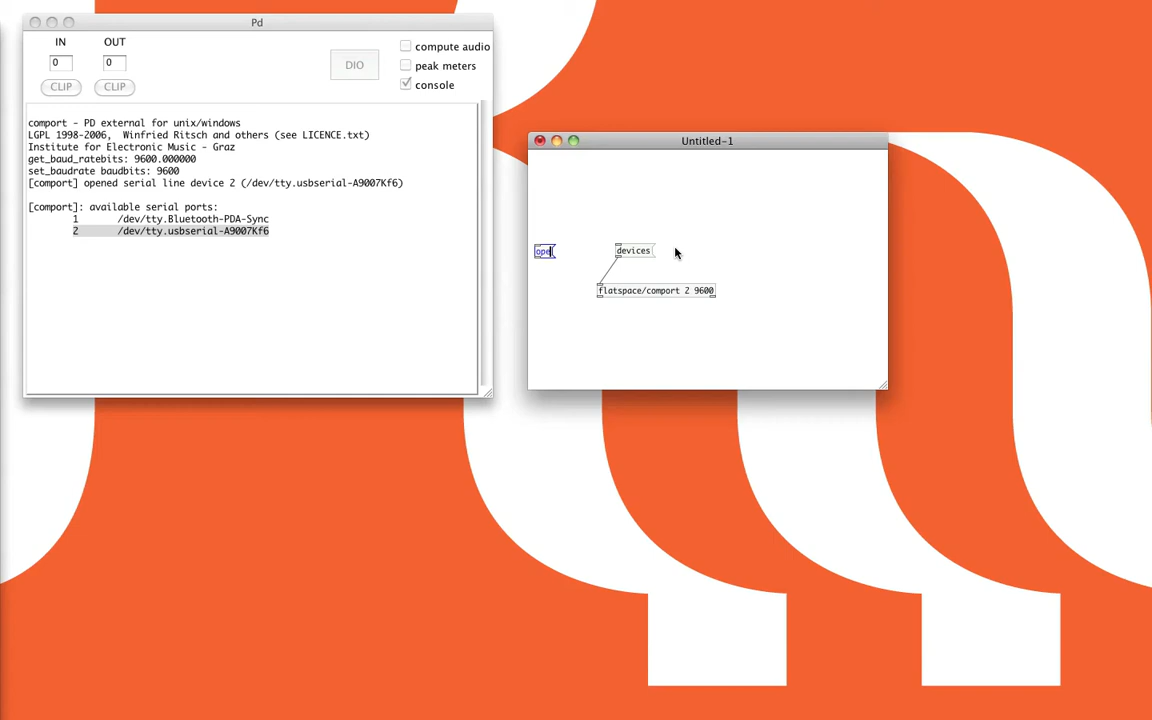 Pd
IN OUT
0 0
CLIP CLIP
DIO
compute audio
peak meters
console
comport - PD external for unix/windows
LGPL 1998-2006, Winfried Ritsch and others (see LICENCE.txt)
Institute for Electronic Music - Graz
get_baud_ratebits: 9600.000000
set_baudrate baudbits: 9600
[comport] opened serial line device 2 (/dev/tty.usbserial-A9007Kf6)
[comport]: available serial ports:
1 /dev/tty.Bluetooth-PDA-Sync
2 /dev/tty.usbserial-A9007Kf6
Untitled-1
ope
devices
flatspace/comport 2 9600